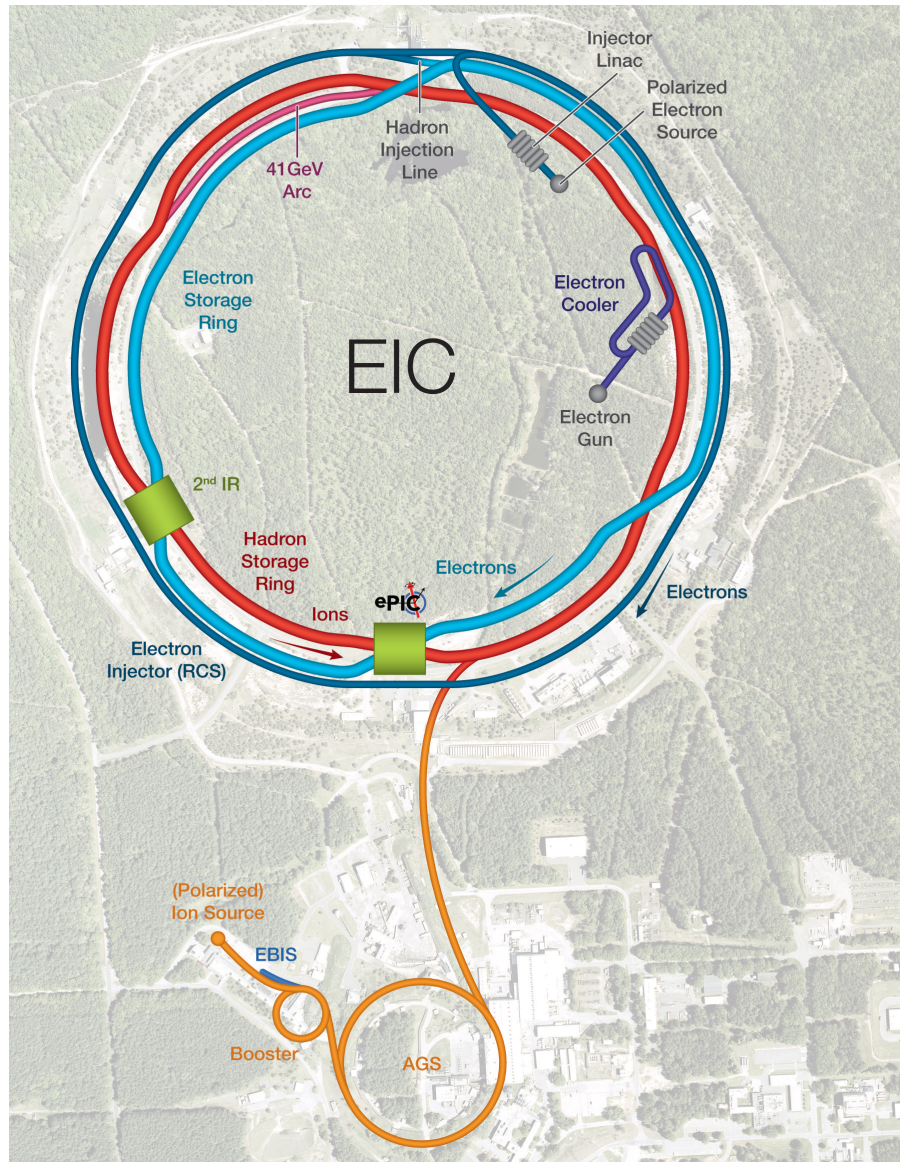 Injector
Linac
Polarized
Electron
Source
Hadron
Injection
Line
41GeV
Arc
Electron
Storage
Ring
Electron
Cooler
EIC
Electron
Gun
2nd IR
Hadron
Storage
Ring
Electrons
ePIC
Ions
Electrons
Electron
Injector (RCS)
(Polarized)
Ion Source
EBIS
Booster
AGS